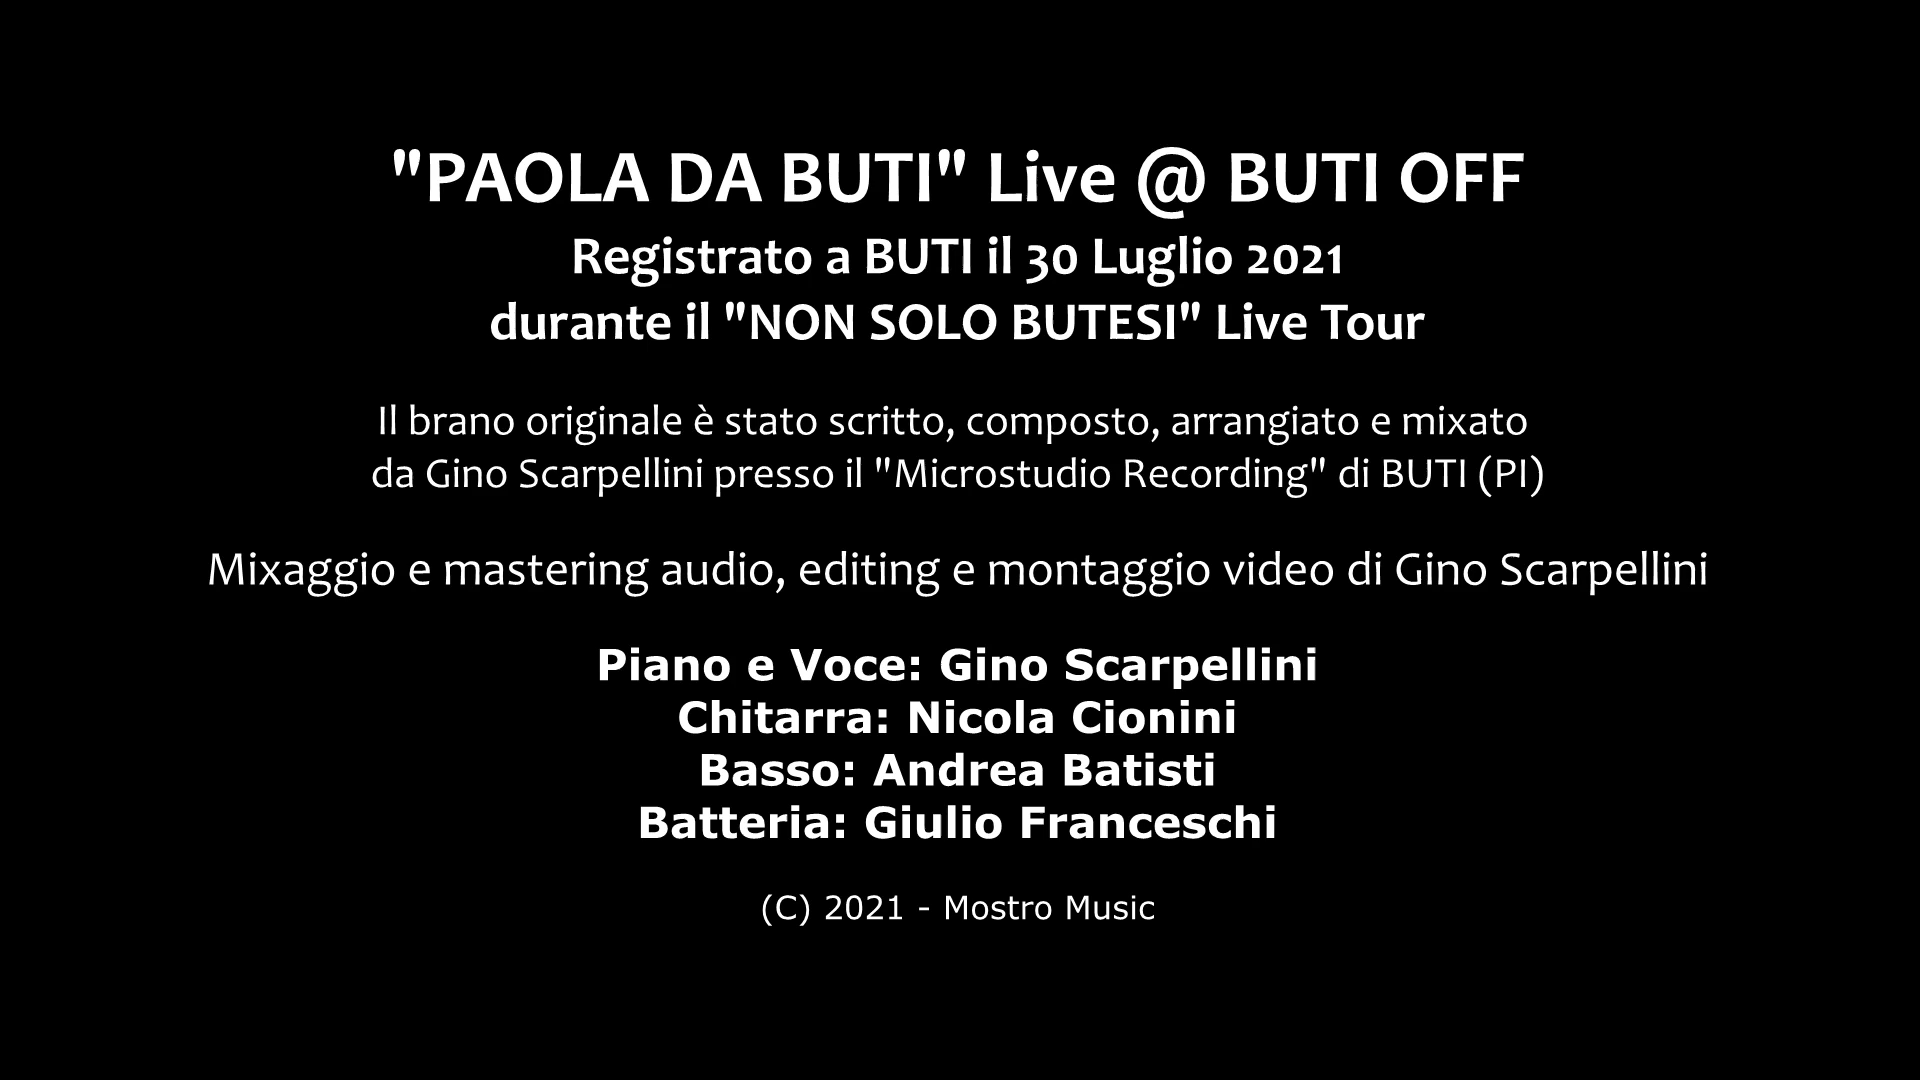 "PAOLA DA BUTI" Live @ BUTI OFF
Registrato a BUTI il 30 Luglio 2021
durante il "NON SOLO BUTESI" Live Tour
Il brano originale è stato scritto, composto, arrangiato e mixato
da Gino Scarpellini presso il "Microstudio Recording" di BUTI (PI)
Mixaggio e mastering audio, editing e montaggio video di Gino Scarpellini
Piano e Voce: Gino Scarpellini
Chitarra: Nicola Cionini
Basso: Andrea Batisti
Batteria: Giulio Franceschi
(C) 2021 - Mostro Music